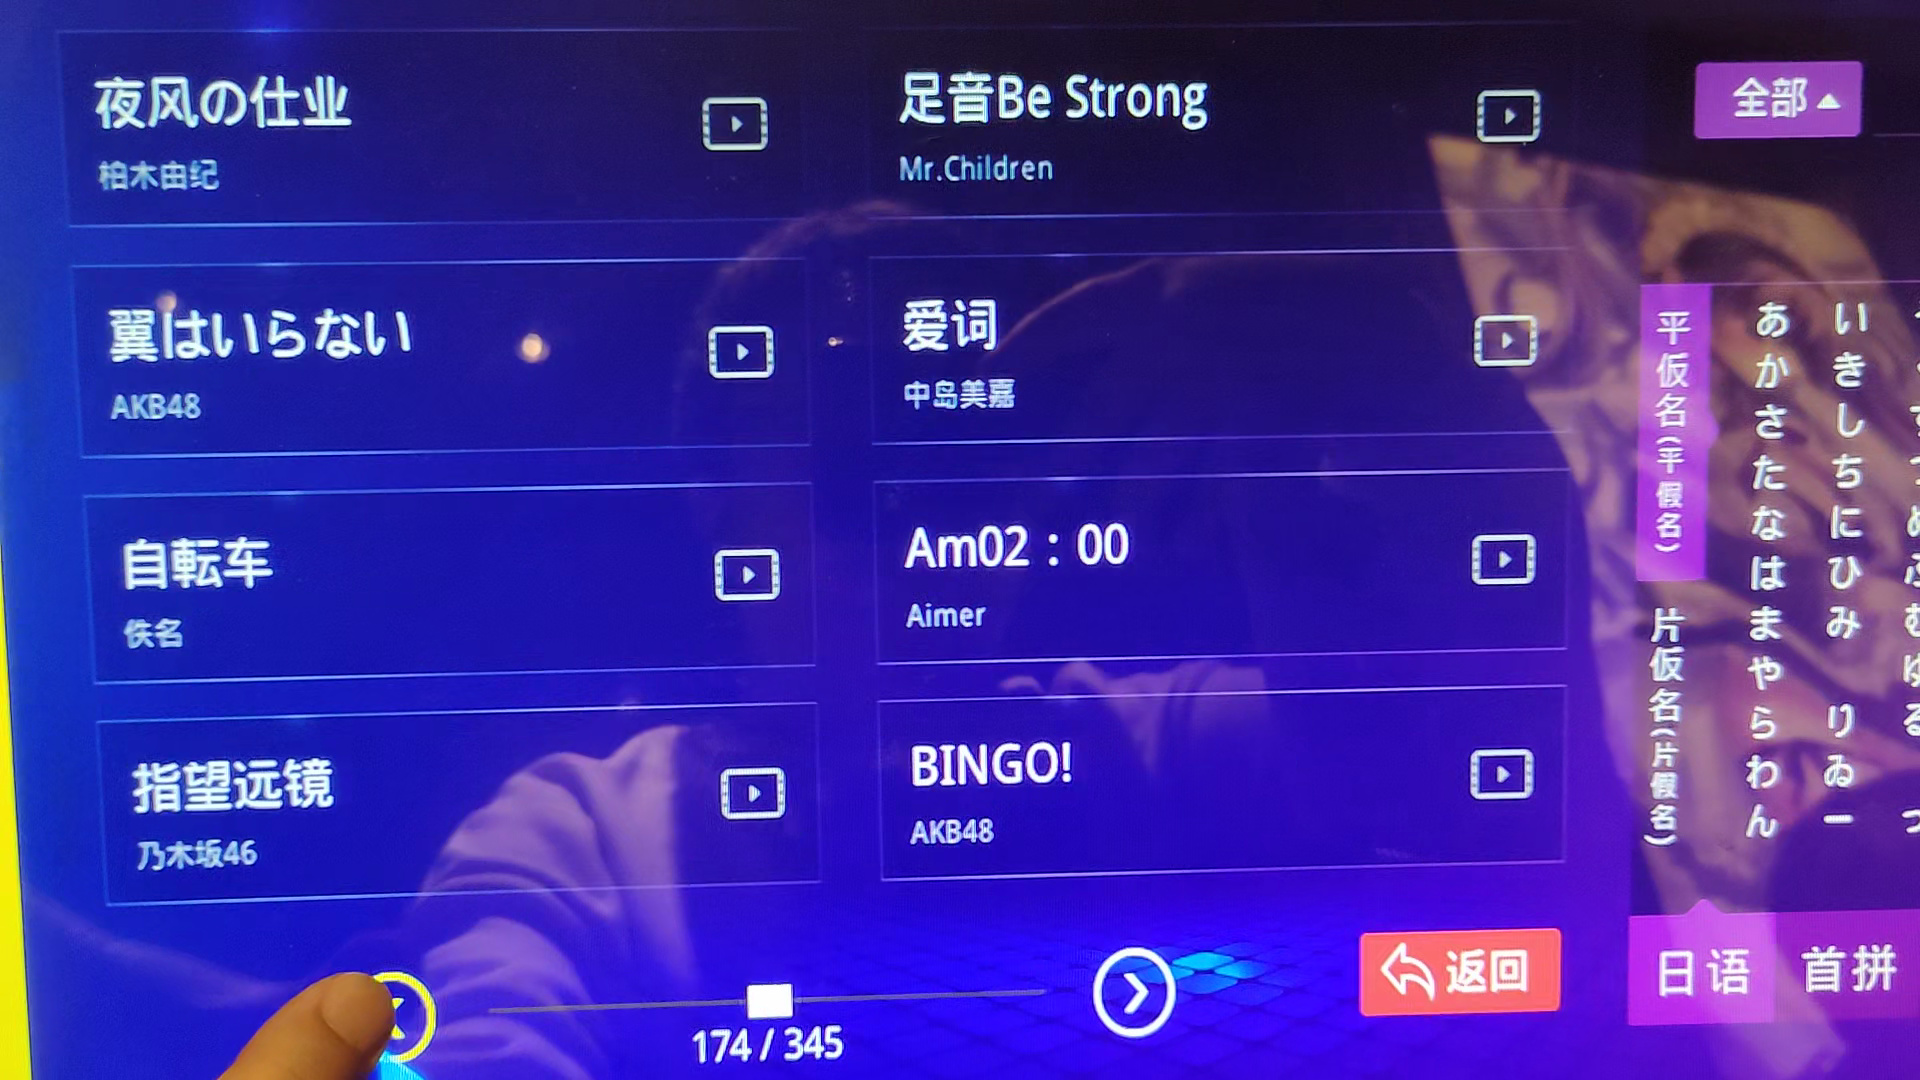 夜风の仕业
柏木由纪
足音Be Strong
Mr.Children
翼はいらない
AKB48
爱词
中岛美嘉
自転车
佚名
Am02：00
Aimer
指望远镜
乃木坂46
BINGO!
AKB48
174 / 345
返回
全部
平仮名(平假名)
片仮名(片假名)
あかさたなはまやらわん
いきしちにひみ りゐー
日语
首拼